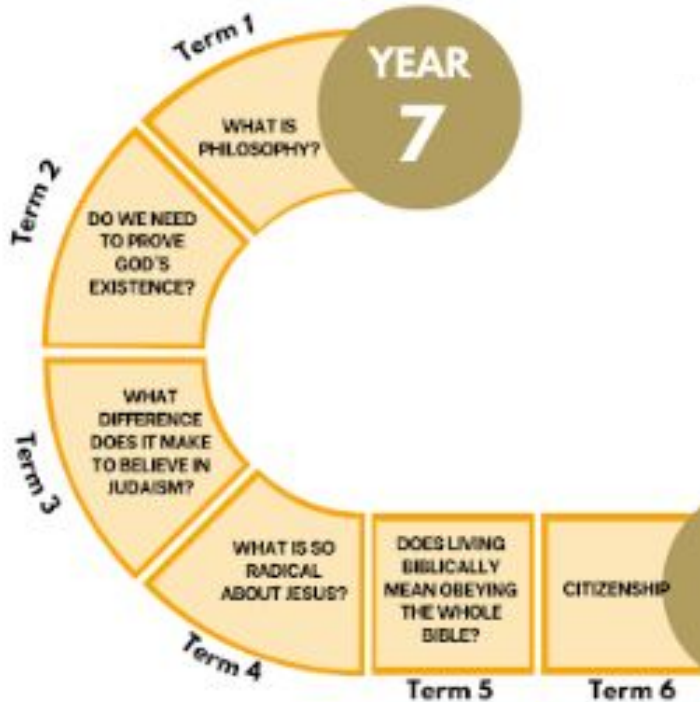 YEAR
7
Term 1
WHAT IS
PHILOSOPHY?
Term 2
DO WE NEED
TO PROVE
GOD'S
EXISTENCE?
Term 3
WHAT
DIFFERENCE
DOES IT MAKE
TO BELIEVE IN
JUDAISM?
Term 4
WHAT IS SO
RADICAL
ABOUT JESUS?
DOES LIVING
BIBLICALLY
MEAN OBEYING
THE WHOLE
BIBLE?
Term 5
CITIZENSHIP
Term 6